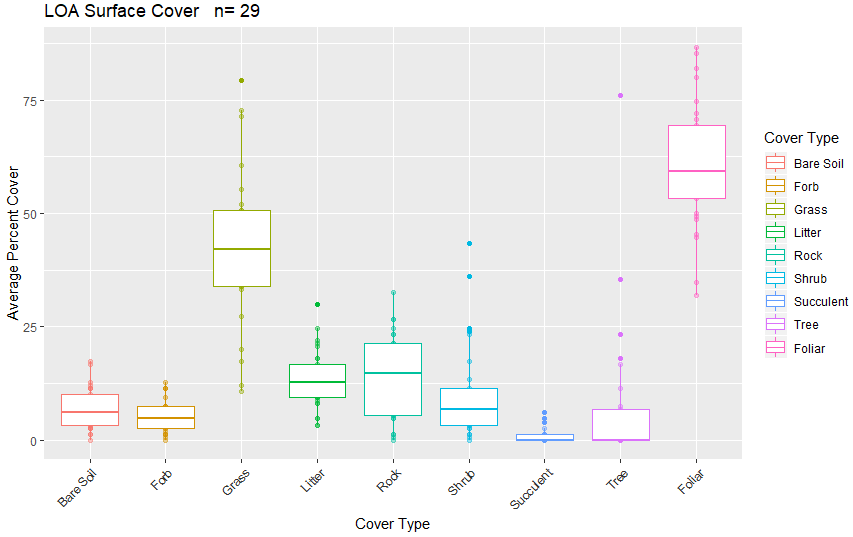 LOA Surface Cover   n= 29
Average Percent Cover
75
50
25
0
Bare Soil
Forb
Grass
Litter
Rock
Shrub
Succulent
Tree
Foliar
Cover Type
Cover Type
Bare Soil
Forb
Grass
Litter
Rock
Shrub
Succulent
Tree
Foliar